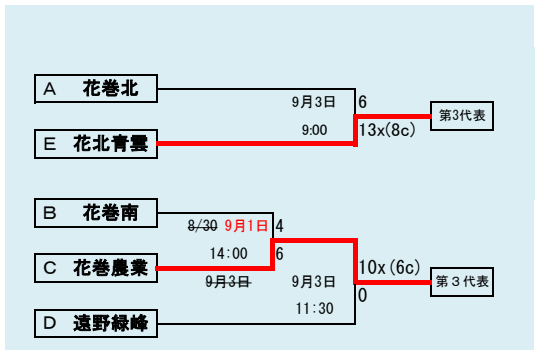 A 花巻北
9月3日 6
9:00 13x(8c) 第3代表
E 花北青雲
B 花巻南
8/30 9月1日 4
14:00 6
C 花巻農業
9月3日 9月3日 10x(6c) 第３代表
11:30 0
D 遠野緑峰